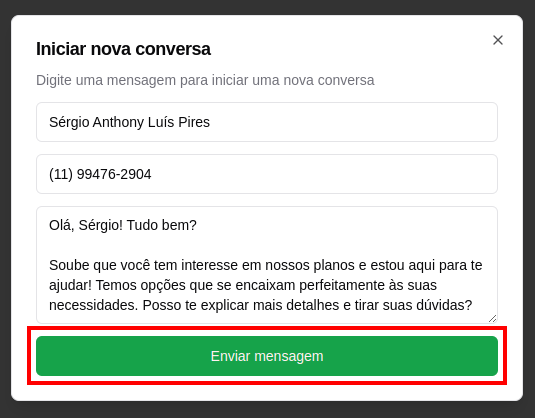 Iniciar nova conversa
Digite uma mensagem para iniciar uma nova conversa
Sérgio Anthony Luís Pires
(11) 99476-2904
Olá, Sérgio! Tudo bem?
Soube que você tem interesse em nossos planos e estou aqui para te
ajudar! Temos opções que se encaixam perfeitamente às suas
necessidades. Posso te explicar mais detalhes e tirar suas dúvidas?
Enviar mensagem